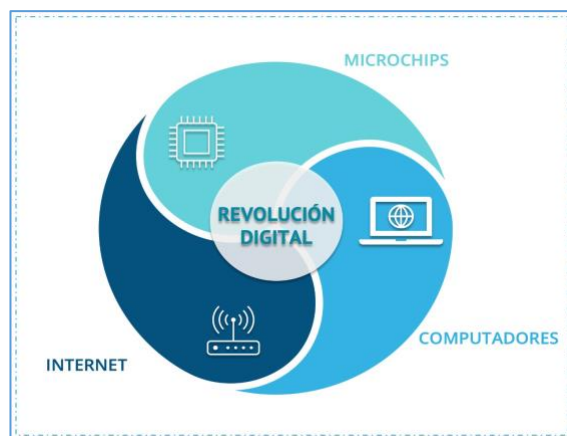 MICROCHIPS
REVOLUCIÓN
DIGITAL
COMPUTADORES
INTERNET